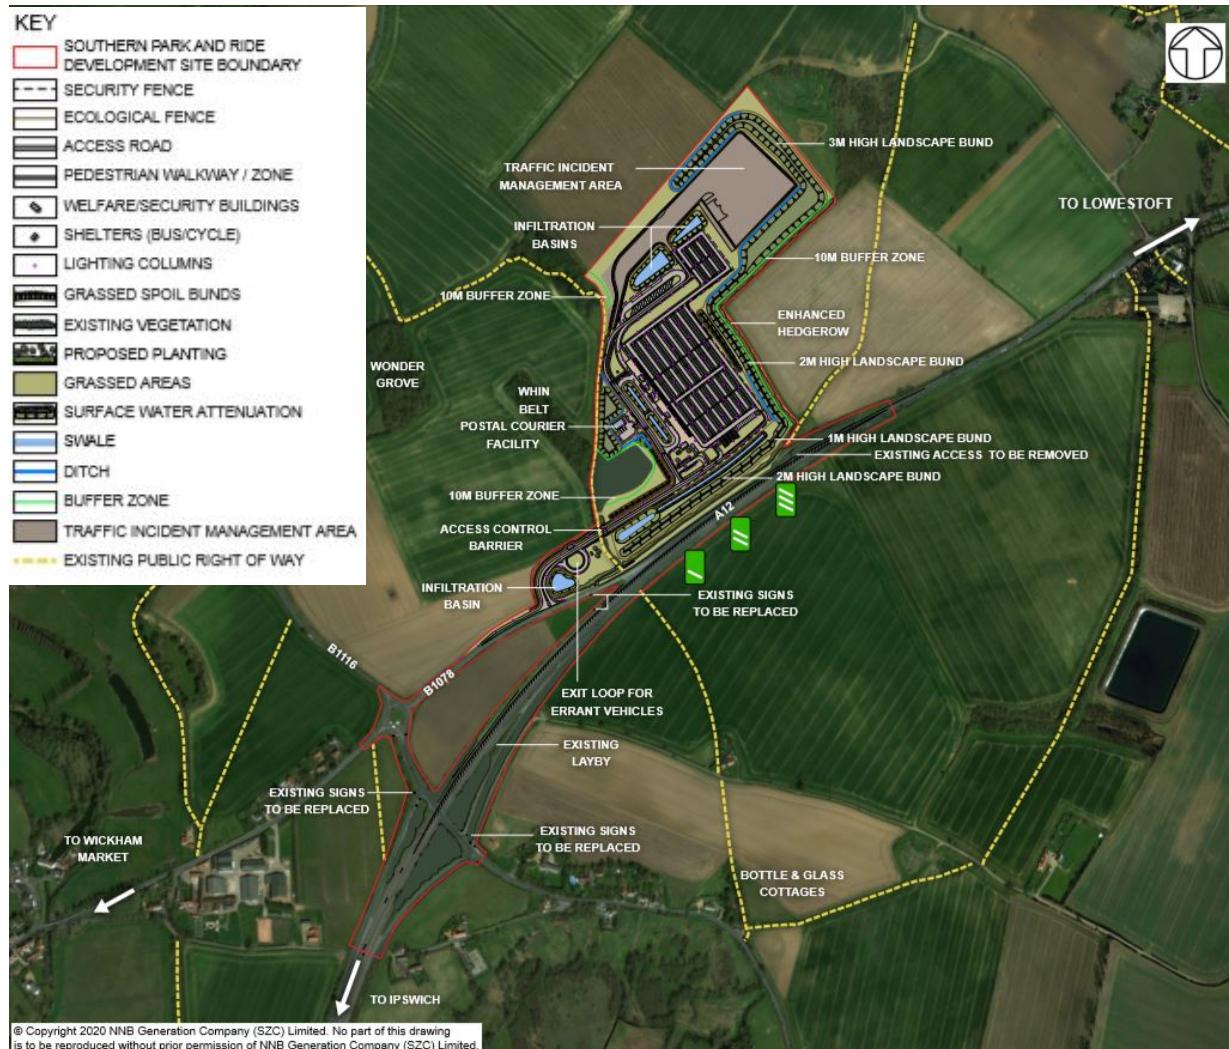 KEY
SOUTHERN PARK AND RIDE
DEVELOPMENT SITE BOUNDARY
SECURITY FENCE
ECOLOGICAL FENCE
ACCESS ROAD
PEDESTRIAN WALKWAY / ZONE
WELFARE/SECURITY BUILDINGS
SHELTERS (BUS/CYCLE)
LIGHTING COLUMNS
GRASSED SPOIL BUNDS
EXISTING VEGETATION
PROPOSED PLANTING
GRASSED AREAS
SURFACE WATER ATTENUATION
SWALE
DITCH
BUFFER ZONE
TRAFFIC INCIDENT MANAGEMENT AREA
EXISTING PUBLIC RIGHT OF WAY
3M HIGH LANDSCAPE BUND
TRAFFIC INCIDENT
MANAGEMENT AREA
TO LOWESTOFT
INFILTRATION
BASINS
10M BUFFER ZONE
10M BUFFER ZONE
ENHANCED
HEDGEROW
2M HIGH LANDSCAPE BUND
WONDER
GROVE
WHIN
BELT
POSTAL COURIER
FACILITY
1M HIGH LANDSCAPE BUND
EXISTING ACCESS TO BE REMOVED
2M HIGH LANDSCAPE BUND
10M BUFFER ZONE
A12
ACCESS CONTROL
BARRIER
INFILTRATION
BASIN
EXISTING SIGNS
TO BE REPLACED
B1116
B1078
EXIT LOOP FOR
ERRANT VEHICLES
EXISTING
LAYBY
EXISTING SIGNS
TO BE REPLACED
EXISTING SIGNS
TO BE REPLACED
TO WICKHAM
MARKET
BOTTLE & GLASS
COTTAGES
TO IPSWICH
© Copyright 2020 NNB Generation Company (SZC) Limited. No part of this drawing
is to be reproduced without prior permission of NNB Generation Company (SZC) Limited.